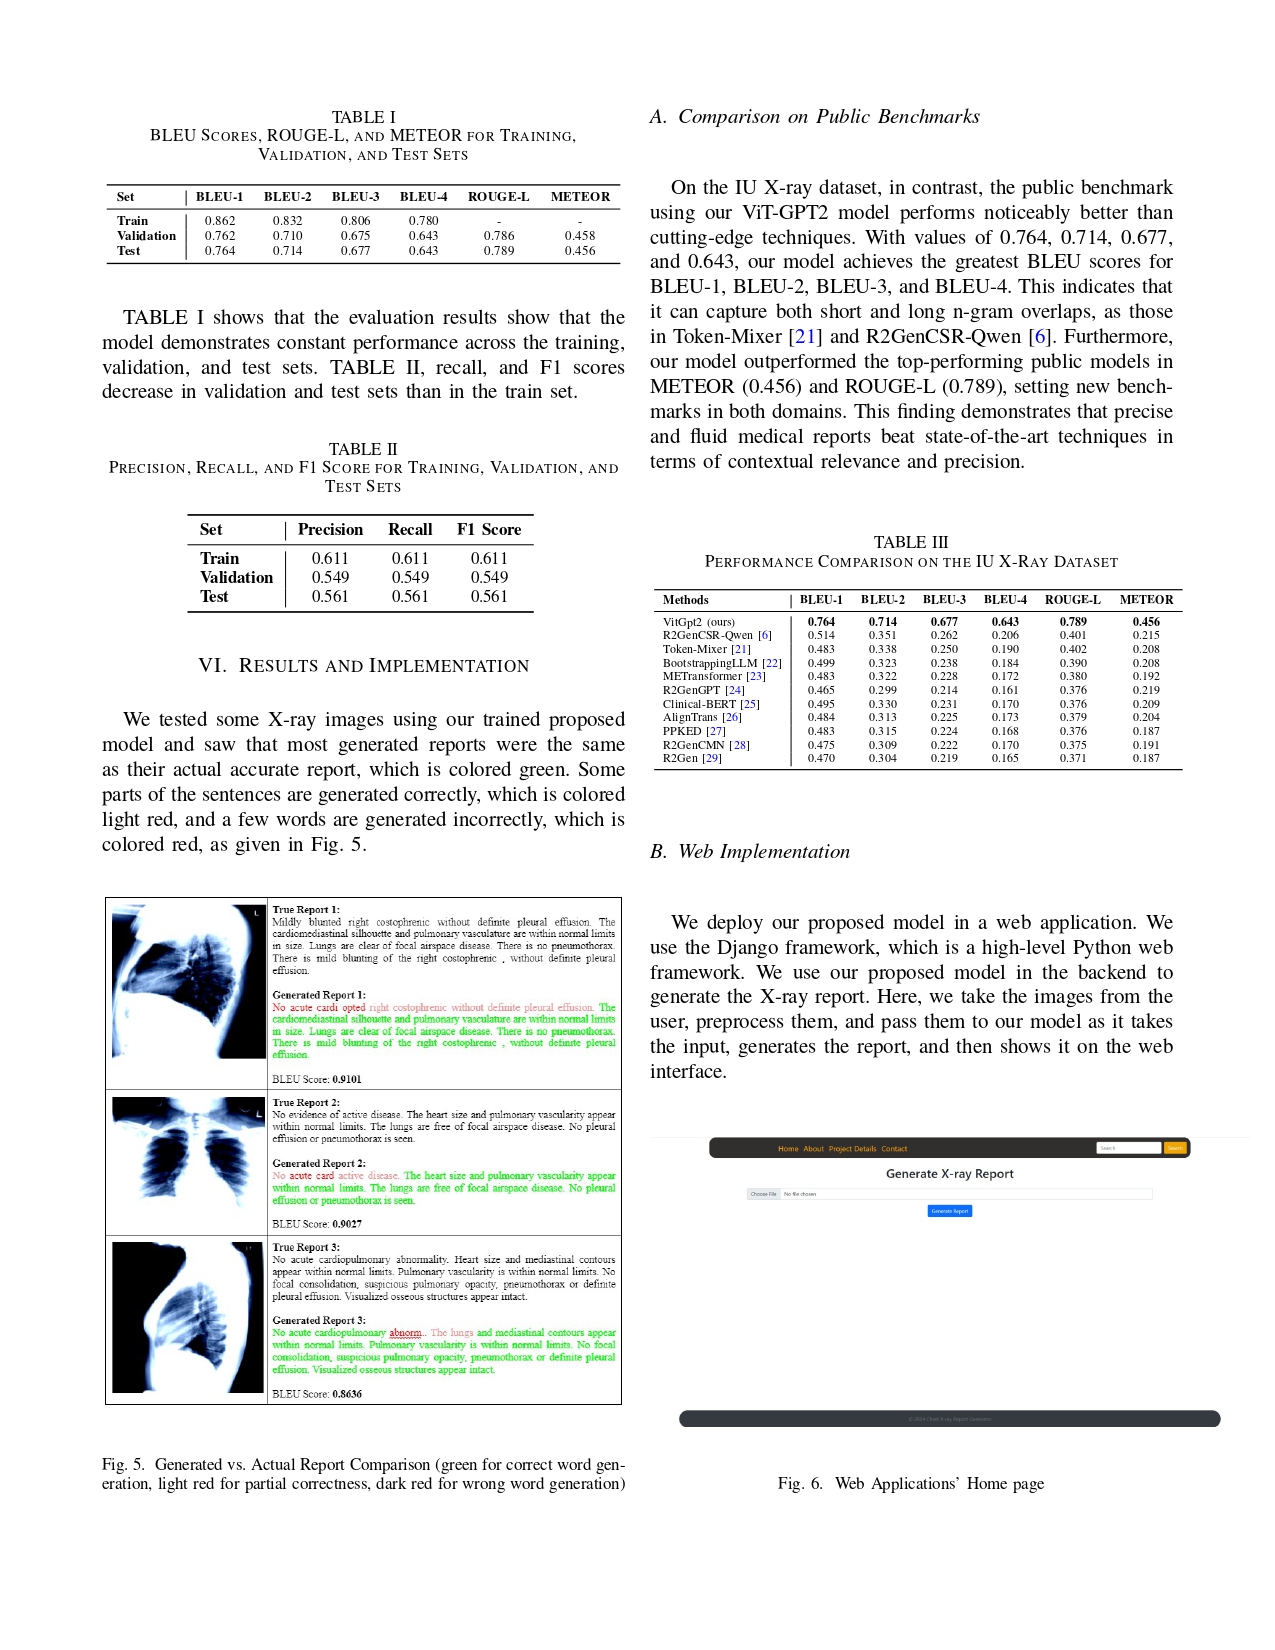 TABLE I
BLEU SCORES, ROUGE-L, AND METEOR FOR TRAINING,
VALIDATION, AND TEST SETS
Set BLEU-1 BLEU-2 BLEU-3 BLEU-4 ROUGE-L METEOR
Train 0.862 0.832 0.806 0.780 - -
Validation 0.762 0.710 0.675 0.643 0.786 0.458
Test 0.764 0.714 0.677 0.643 0.789 0.456
TABLE I shows that the evaluation results show that the
model demonstrates constant performance across the training,
validation, and test sets. TABLE II, recall, and F1 scores
decrease in validation and test sets than in the train set.
TABLE II
PRECISION, RECALL, AND F1 SCORE FOR TRAINING, VALIDATION, AND
TEST SETS
Set Precision Recall F1 Score
Train 0.611 0.611 0.611
Validation 0.549 0.549 0.549
Test 0.561 0.561 0.561
VI. RESULTS AND IMPLEMENTATION
We tested some X-ray images using our trained proposed
model and saw that most generated reports were the same
as their actual accurate report, which is colored green. Some
parts of the sentences are generated correctly, which is colored
light red, and a few words are generated incorrectly, which is
colored red, as given in Fig. 5.
L
True Report 1:
Mildly blunted right costophrenic without definite pleural effusion. The
cardiomediastinal silhouette and pulmonary vasculature are within normal limits
in size. Lungs are clear of focal airspace disease. There is no pneumothorax.
There is mild blunting of the right costophrenic , without definite pleural
effusion.
Generated Report 1:
No acute cardi opted right costophrenic without definite pleural effusion. The
cardiomediastinal silhouette and pulmonary vasculature are within normal limits
in size. Lungs are clear of focal airspace disease. There is no pneumothorax.
There is mild blunting of the right costophrenic , without definite pleural
effusion.
BLEU Score: 0.9101
L
True Report 2:
No evidence of active disease. The heart size and pulmonary vascularity appear
within normal limits. The lungs are free of focal airspace disease. No pleural
effusion or pneumothorax is seen.
Generated Report 2:
No acute card active disease. The heart size and pulmonary vascularity appear
within normal limits. The lungs are free of focal airspace disease. No pleural
effusion or pneumothorax is seen.
BLEU Score: 0.9027
True Report 3:
No acute cardiopulmonary abnormality. Heart size and mediastinal contours
appear within normal limits. Pulmonary vascularity is within normal limits. No
focal consolidation, suspicious pulmonary opacity, pneumothorax or definite
pleural effusion. Visualized osseous structures appear intact.
Generated Report 3:
No acute cardiopulmonary abnorm.. The lungs and mediastinal contours appear
within normal limits. Pulmonary vascularity is within normal limits. No focal
consolidation, suspicious pulmonary opacity, pneumothorax or definite pleural
effusion. Visualized osseous structures appear intact.
BLEU Score: 0.8636
Fig. 5. Generated vs. Actual Report Comparison (green for correct word gen-
eration, light red for partial correctness, dark red for wrong word generation)
A. Comparison on Public Benchmarks
On the IU X-ray dataset, in contrast, the public benchmark
using our ViT-GPT2 model performs noticeably better than
cutting-edge techniques. With values of 0.764, 0.714, 0.677,
and 0.643, our model achieves the greatest BLEU scores for
BLEU-1, BLEU-2, BLEU-3, and BLEU-4. This indicates that
it can capture both short and long n-gram overlaps, as those
in Token-Mixer [21] and R2GenCSR-Qwen [6]. Furthermore,
our model outperformed the top-performing public models in
METEOR (0.456) and ROUGE-L (0.789), setting new bench-
marks in both domains. This finding demonstrates that precise
and fluid medical reports beat state-of-the-art techniques in
terms of contextual relevance and precision.
TABLE III
PERFORMANCE COMPARISON ON THE IU X-RAY DATASET
Methods BLEU-1 BLEU-2 BLEU-3 BLEU-4 ROUGE-L METEOR
VitGpt2 (ours) 0.764 0.714 0.677 0.643 0.789 0.456
R2GenCSR-Qwen [6] 0.514 0.351 0.262 0.206 0.401 0.215
Token-Mixer [21] 0.483 0.338 0.250 0.190 0.402 0.208
BootstrappingLLM [22] 0.499 0.323 0.238 0.184 0.390 0.208
METransformer [23] 0.483 0.322 0.228 0.172 0.380 0.192
R2GenGPT [24] 0.465 0.299 0.214 0.161 0.376 0.219
Clinical-BERT [25] 0.495 0.330 0.231 0.170 0.376 0.209
AlignTrans [26] 0.484 0.313 0.225 0.173 0.379 0.204
PPKED [27] 0.483 0.315 0.224 0.168 0.376 0.187
R2GenCMN [28] 0.475 0.309 0.222 0.170 0.375 0.191
R2Gen [29] 0.470 0.304 0.219 0.165 0.371 0.187
B. Web Implementation
We deploy our proposed model in a web application. We
use the Django framework, which is a high-level Python web
framework. We use our proposed model in the backend to
generate the X-ray report. Here, we take the images from the
user, preprocess them, and pass them to our model as it takes
the input, generates the report, and then shows it on the web
interface.
Home About Project Details Contact Search Search
Generate X-ray Report
Choose File No file chosen
Generate Report
© 2024 Chest X-ray Report Generator
Fig. 6. Web Applications' Home page